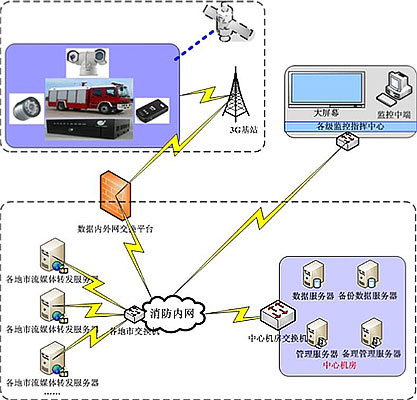 3G基站
大屏幕
监控中端
各级监控指挥中心
数据内外网交换平台
各地市流媒体转发服务器
各地市流媒体转发服务器
各地市流媒体转发服务器
......
各地市交换机
消防内网
中心机房交换机
数据服务器
备份数据服务器
管理服务器
备理管理服务器
中心机房